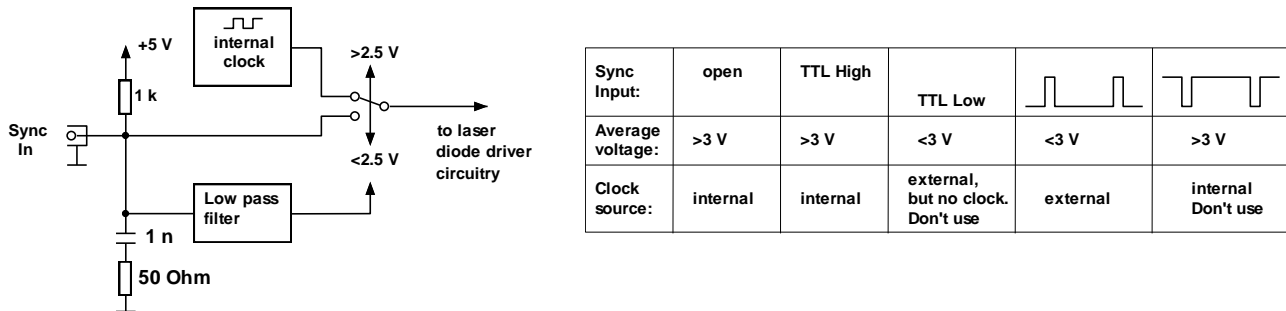 +5 V
internal
clock
>2.5 V
1 k
Sync
In
to laser
diode driver
circuitry
<2.5 V
Low pass
filter
1 n
50 Ohm
Sync
Input:
open
TTL High
TTL Low
Average
voltage:
>3 V
>3 V
<3 V
<3 V
>3 V
Clock
source:
internal
internal
external,
but no clock.
Don't use
external
internal
Don't use